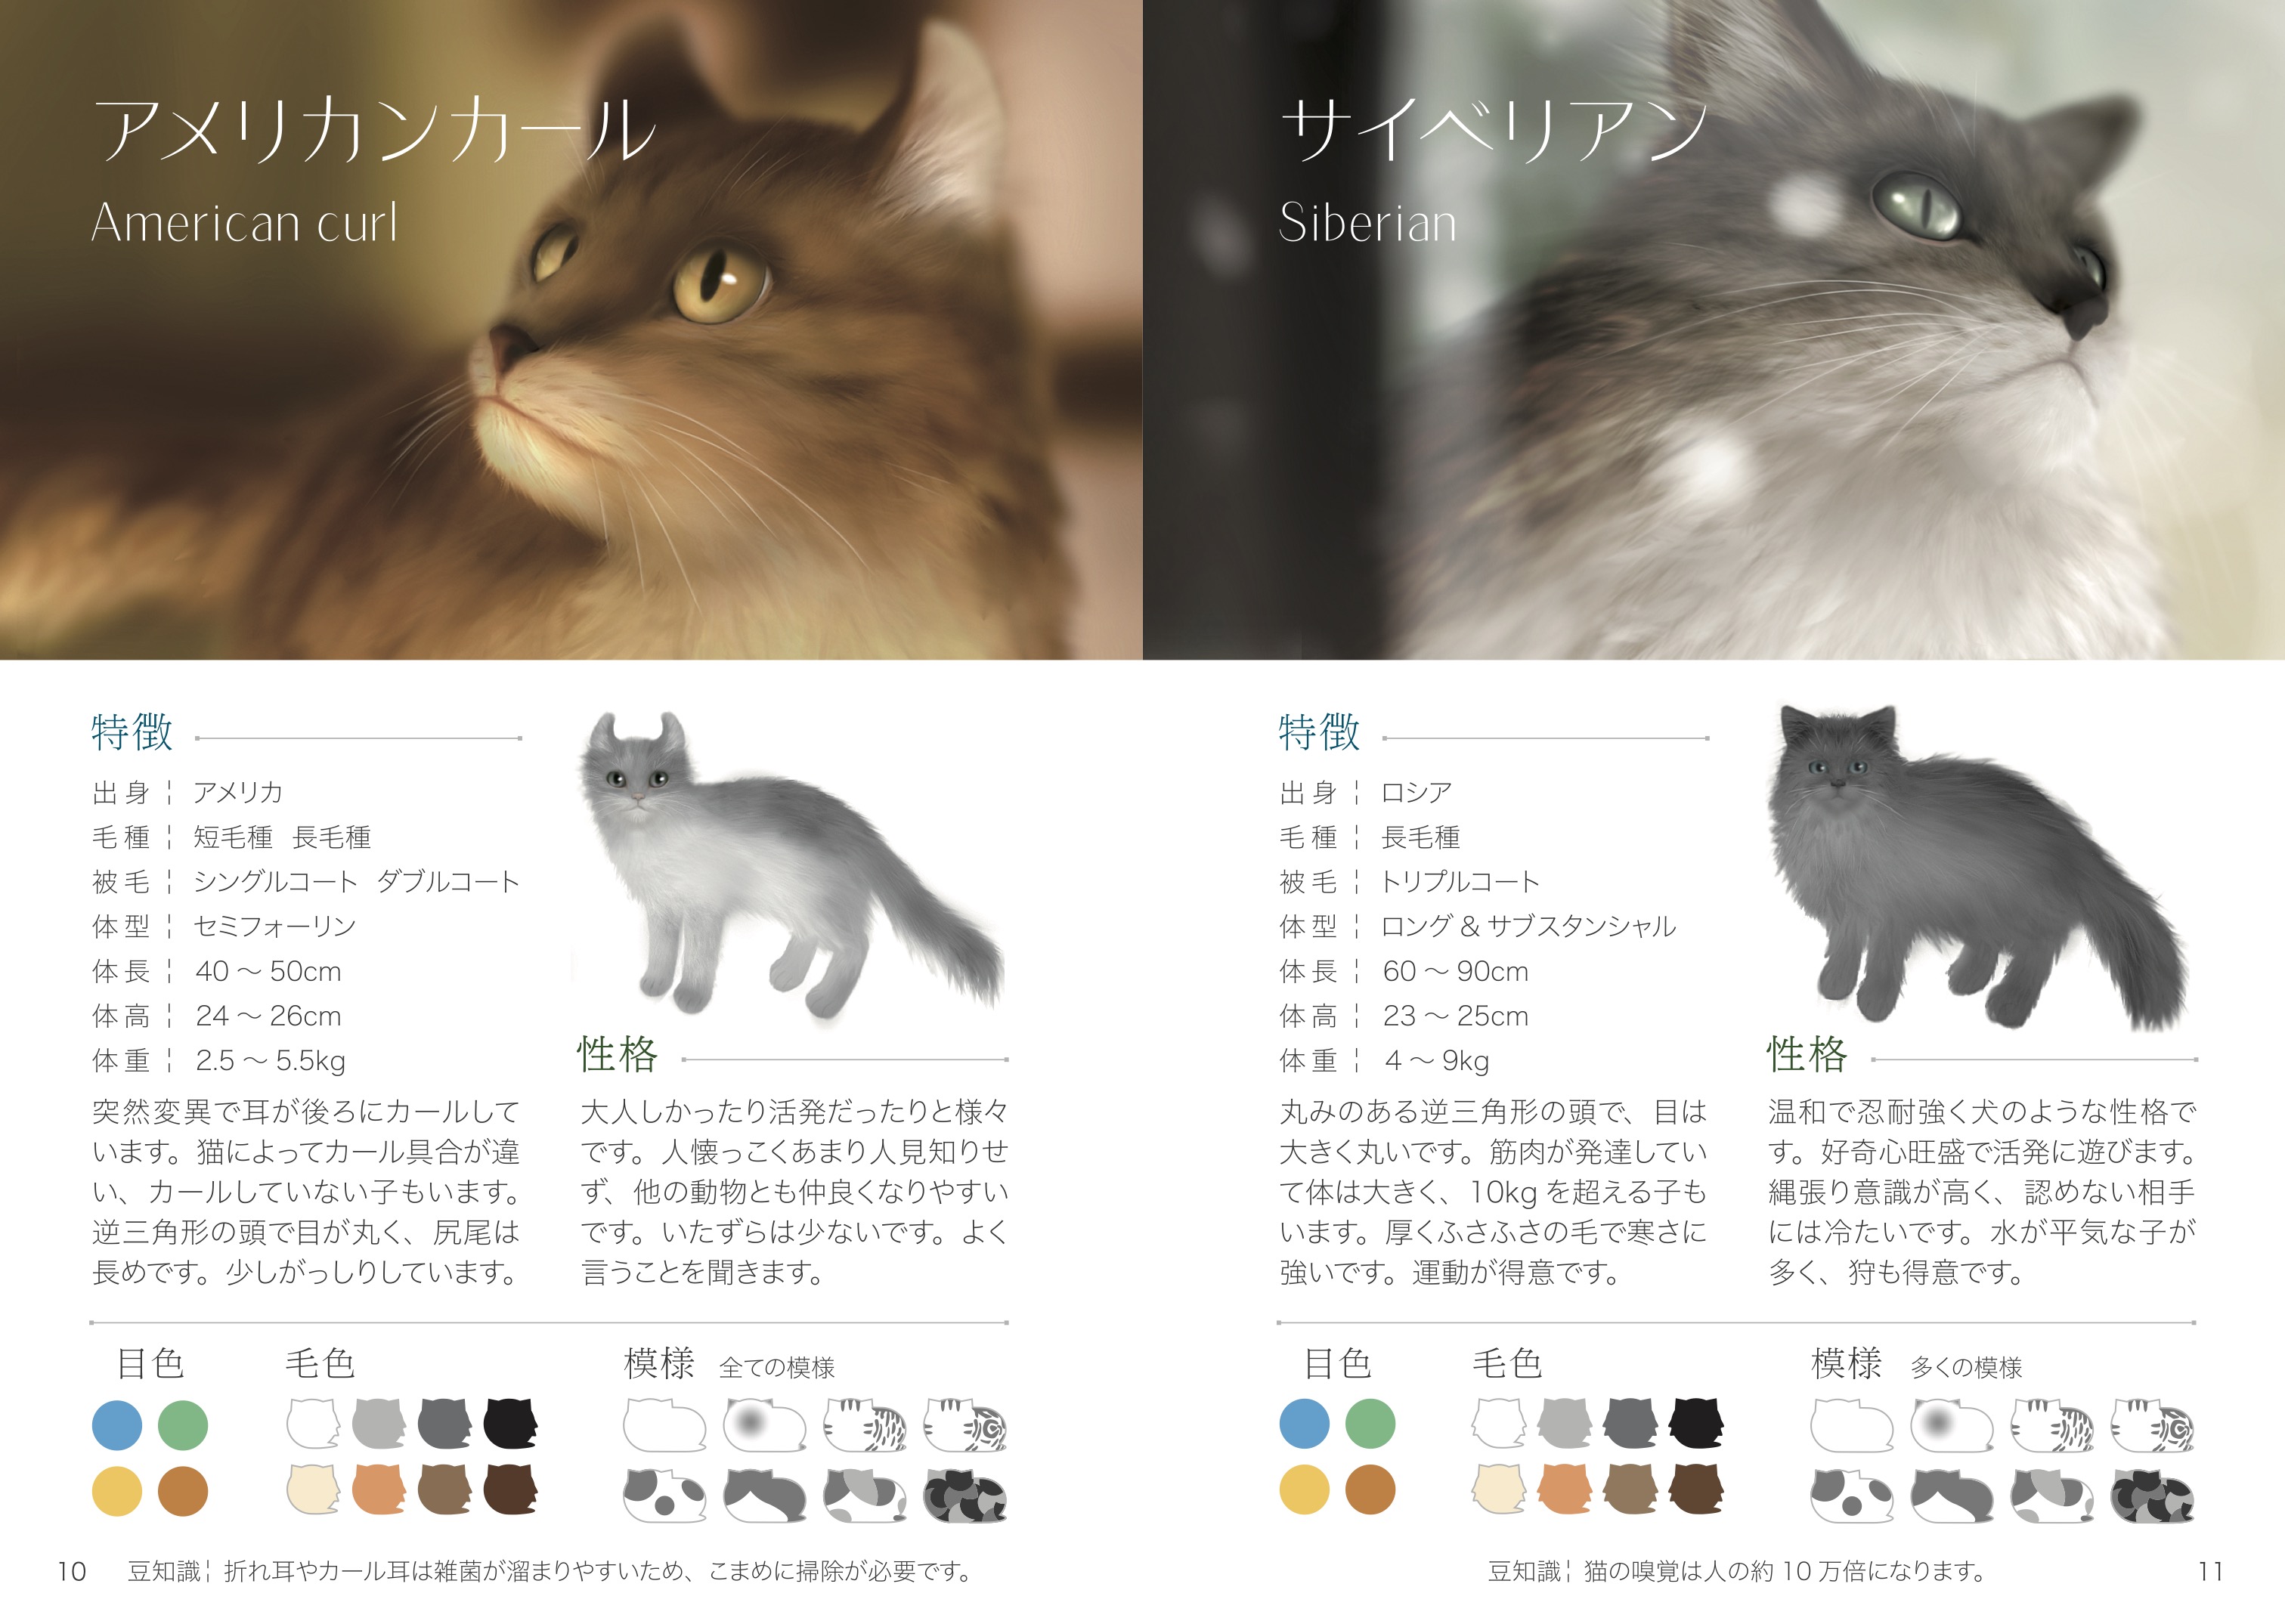 アメリカンカール
American curl
特徴
出身 ¦ アメリカ
毛種 ¦ 短毛種 長毛種
被毛 ¦ シングルコート ダブルコート
体型 ¦ セミフォーリン
体長 ¦ 40 〜 50cm
体高 ¦ 24 〜 26cm
体重 ¦ 2.5 〜 5.5kg
突然変異で耳が後ろにカールして
います。猫によってカール具合が違
い、カールしていない子もいます。
逆三角形の頭で目が丸く、尻尾は
長めです。少しがっしりしています。
性格
大人しかったり活発だったりと様々
です。人懐っこくあまり人見知りせ
ず、他の動物とも仲良くなりやすい
です。いたずらは少ないです。よく
言うことを聞きます。
目色
毛色
模様 全ての模様
10 豆知識¦ 折れ耳やカール耳は雑菌が溜まりやすいため、こまめに掃除が必要です。
サイベリアン
Siberian
特徴
出身 ¦ ロシア
毛種 ¦ 長毛種
被毛 ¦ トリプルコート
体型 ¦ ロング & サブスタンシャル
体長 ¦ 60 〜 90cm
体高 ¦ 23 〜 25cm
体重 ¦ 4 〜 9kg
丸みのある逆三角形の頭で、目は
大きく丸いです。筋肉が発達してい
て体は大きく、10kg を超える子も
います。厚くふさふさの毛で寒さに
強いです。運動が得意です。
性格
温和で忍耐強く犬のような性格で
す。好奇心旺盛で活発に遊びます。
縄張り意識が高く、認めない相手
には冷たいです。水が平気な子が
多く、狩も得意です。
目色
毛色
模様 多くの模様
豆知識¦ 猫の嗅覚は人の約 10 万倍になります。 11